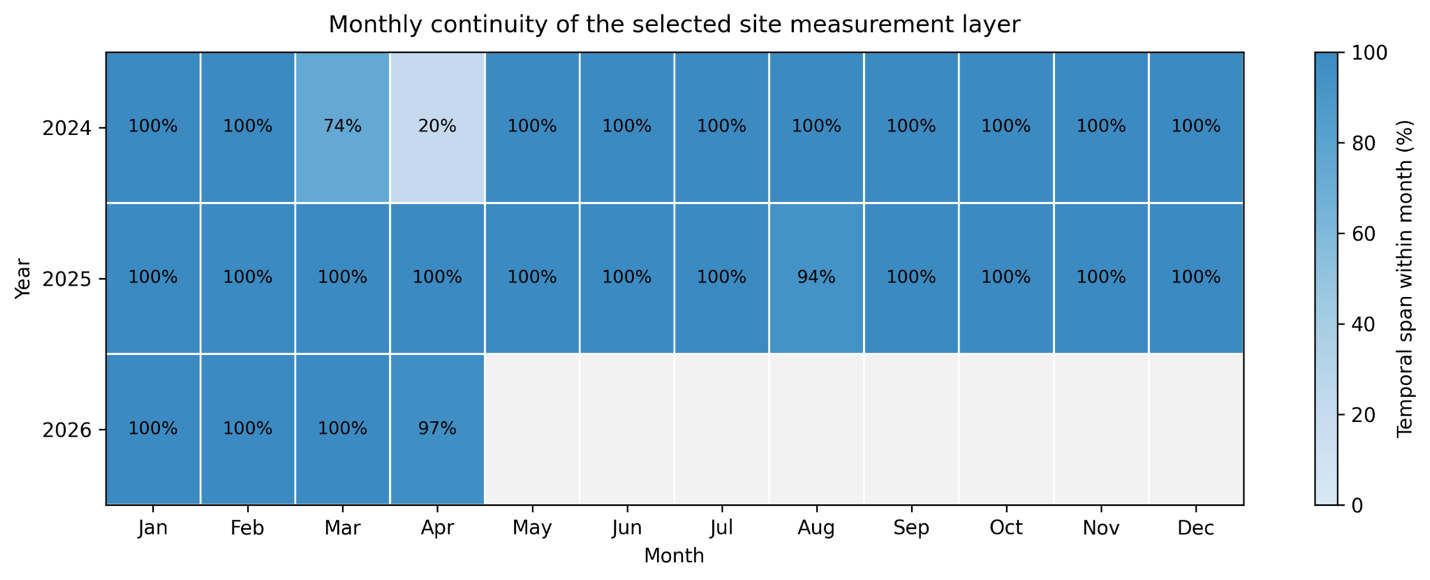 Monthly continuity of the selected site measurement layer
2024 100% 100% 74% 20% 100% 100% 100% 100% 100% 100% 100% 100%
2025 100% 100% 100% 100% 100% 100% 100% 94% 100% 100% 100% 100%
2026 100% 100% 100% 97%
Year
Jan Feb Mar Apr May Jun Jul Aug Sep Oct Nov Dec
Month
100
80
60
40
20
0
Temporal span within month (%)